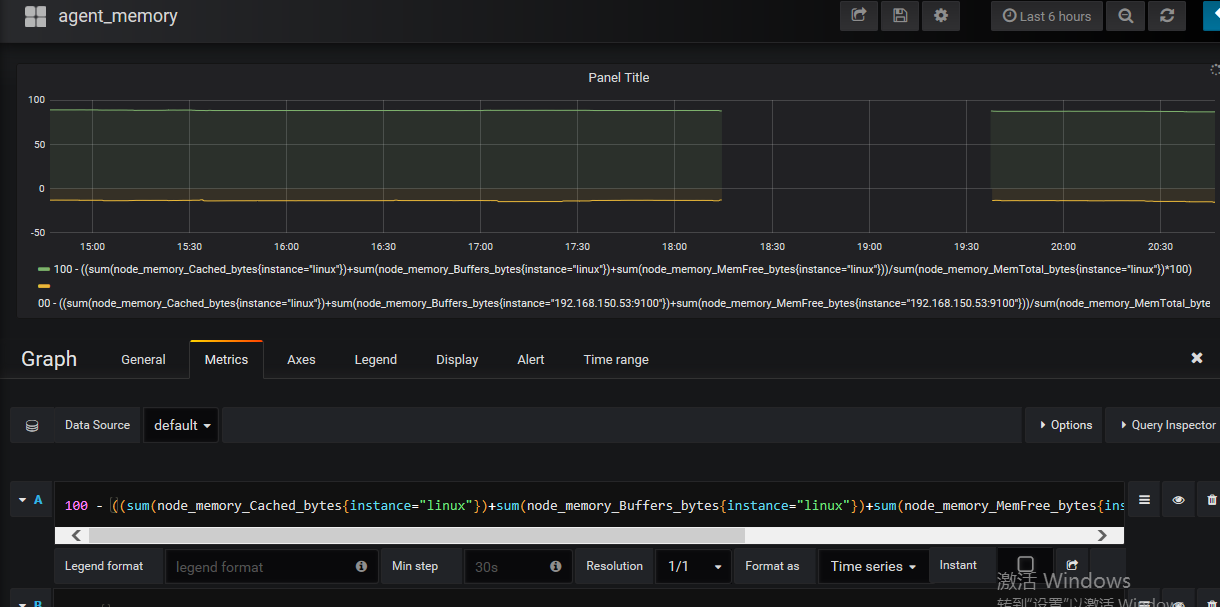 agent_memory
Last 6 hours
Panel Title
100
50
0
-50
15:00 15:30 16:00 16:30 17:00 17:30 18:00 18:30 19:00 19:30 20:00 20:30
100 - ((sum(node_memory_Cached_bytes{instance="linux"})+sum(node_memory_Buffers_bytes{instance="linux"})+sum(node_memory_MemFree_bytes{instance="linux"}))/sum(node_memory_MemTotal_bytes{instance="linux"})*100)
00 - ((sum(node_memory_Cached_bytes{instance="linux"})+sum(node_memory_Buffers_bytes{instance="192.168.150.53:9100"})+sum(node_memory_MemFree_bytes{instance="192.168.150.53:9100"}))/sum(node_memory_MemTotal_byte
Graph General Metrics Axes Legend Display Alert Time range
Data Source default Options Query Inspector
A 100 - ((sum(node_memory_Cached_bytes{instance="linux"})+sum(node_memory_Buffers_bytes{instance="linux"})+sum(node_memory_MemFree_bytes{ins
Legend format legend format Min step 30s Resolution 1/1 Format as Time series Instant
激活 Windows
转到"设置"以激活 Windows
B